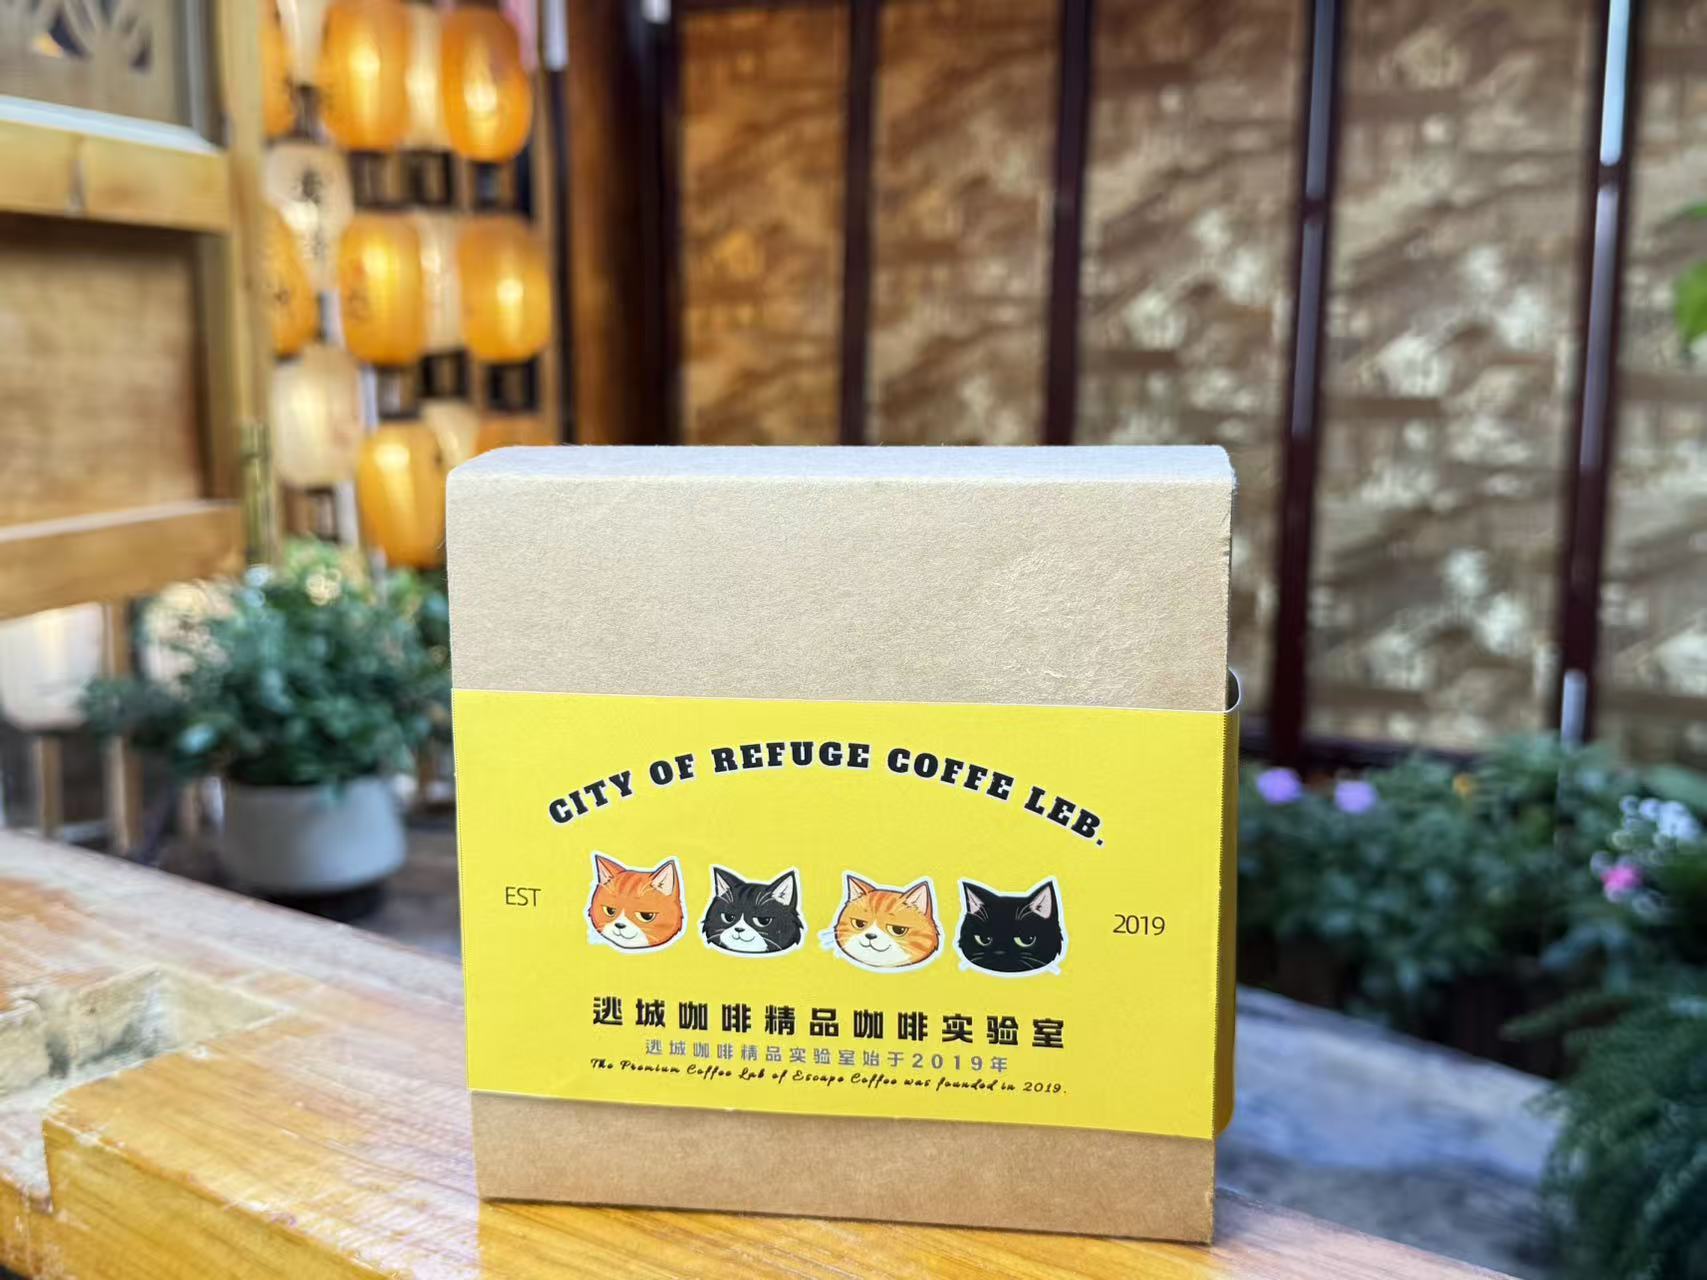 CITY OF REFUGE COFFE LEB.
EST
2019
逃城咖啡精品咖啡实验室
逃城咖啡精品实验室始于2019年
The Premium Coffee Lab of Escape Coffee was founded in 2019.